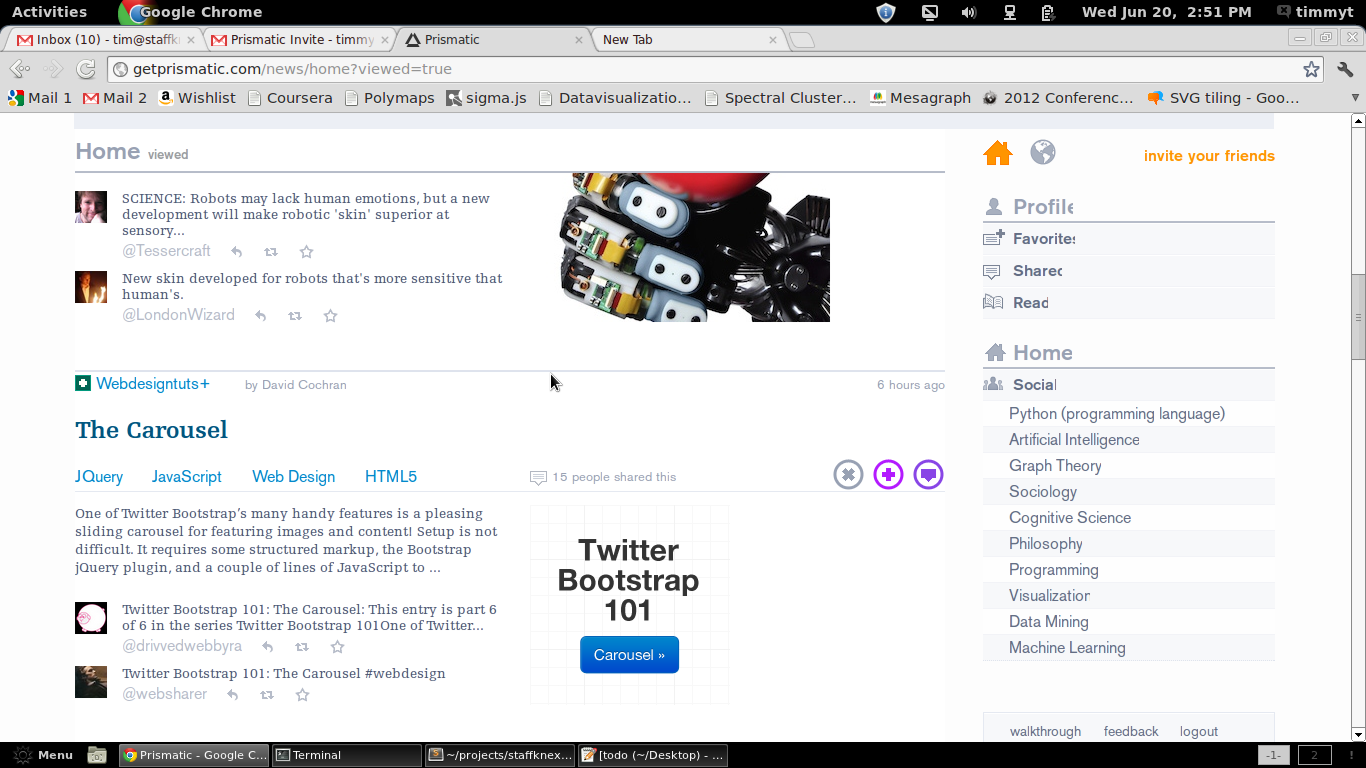 Activities
Google Chrome
Wed Jun 20, 2:51 PM
timmyt
Inbox (10) - tim@staffkn
Prismatic Invite - timmy
Prismatic
New Tab
getprismatic.com/news/home?viewed=true
Mail 1
Mail 2
Wishlist
Coursera
Polymaps
sigma.js
Datavisualizatio...
Spectral Cluster...
Mesagraph
2012 Conferenc...
SVG tiling - Goo...
Home viewed
SCIENCE: Robots may lack human emotions, but a new
development will make robotic 'skin' superior at
sensory...
@Tessercraft
New skin developed for robots that's more sensitive that
human's.
@LondonWizard
Webdesigntuts+
by David Cochran
6 hours ago
The Carousel
JQuery
JavaScript
Web Design
HTML5
15 people shared this
One of Twitter Bootstrap's many handy features is a pleasing
sliding carousel for featuring images and content! Setup is not
difficult. It requires some structured markup, the Bootstrap
jQuery plugin, and a couple of lines of JavaScript to ...
Twitter Bootstrap 101: The Carousel: This entry is part 6
of 6 in the series Twitter Bootstrap 101One of Twitter...
@drivvedwebbyra
Twitter Bootstrap 101: The Carousel #webdesign
@websharer
Twitter
Bootstrap
101
Carousel »
invite your friends
Profile
Favorites
Shared
Read
Home
Social
Python (programming language)
Artificial Intelligence
Graph Theory
Sociology
Cognitive Science
Philosophy
Programming
Visualization
Data Mining
Machine Learning
walkthrough
feedback
logout
Menu
Prismatic - Google C...
Terminal
~/projects/staffknex...
[todo (~/Desktop) - ...
-1-
2